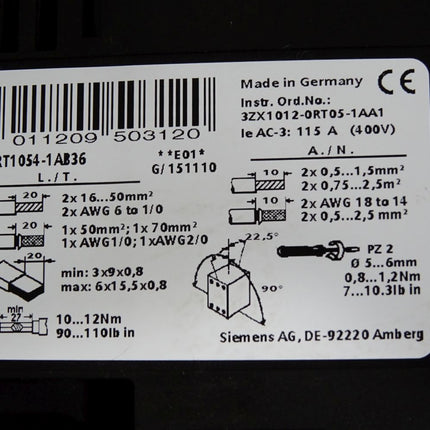 Made in Germany
CE
Instr. Ord.No.:
3ZX1012-0RT05-1AA1
Ie AC-3: 115 A (400V)
011209 503120
RT1054-1AB36
**E01*
G/151110
L./T.
A./N.
20
2x 16...50mm²
2x AWG 6 to 1/0
20
1x 50mm²; 1x 70mm²
1x AWG1/0; 1xAWG2/0
20
min: 3x9x0,8
max: 6x15,5x0,8
min
27
10...12Nm
90...110lb in
10
2x 0,5...1,5mm²
2x 0,75...2,5m²
10
2x AWG 18 to 14
2x 0,5...2,5 mm²
22,5°
90°
PZ 2
Ø 5...6mm
0,8...1,2Nm
7...10.3lb in
Siemens AG, DE-92220 Amberg